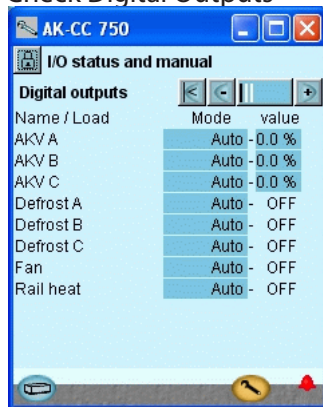 Check Digital Outputs
AK-CC 750
I/O status and manual
Digital outputs
Name / Load Mode value
AKV A Auto - 0.0 %
AKV B Auto - 0.0 %
AKV C Auto - 0.0 %
Defrost A Auto - OFF
Defrost B Auto - OFF
Defrost C Auto - OFF
Fan Auto - OFF
Rail heat Auto - OFF